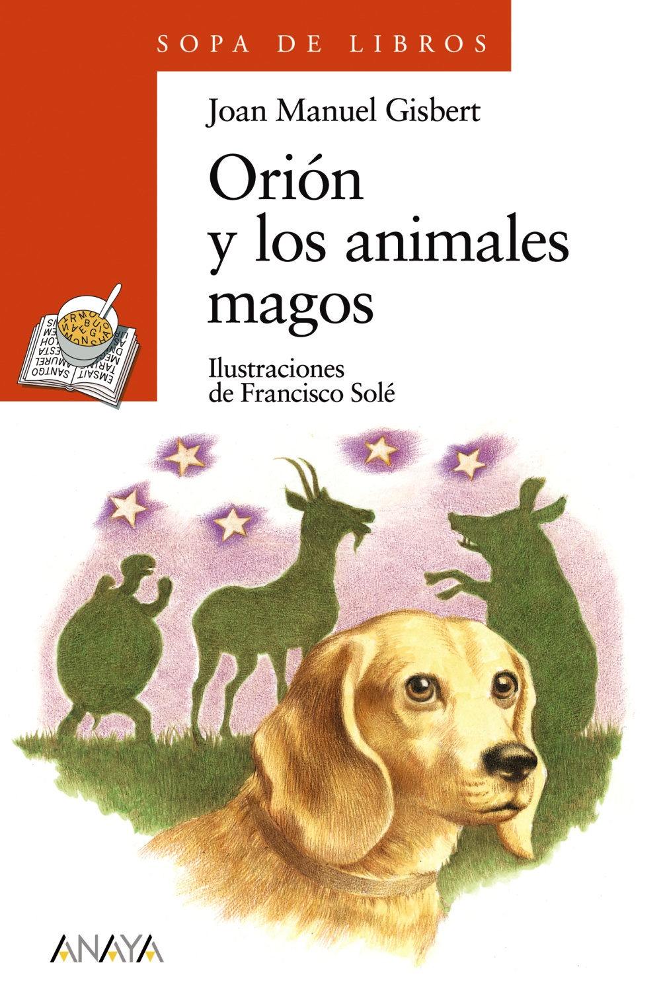 SOPA DE LIBROS
Joan Manuel Gisbert
Orión
y los animales
magos
Ilustraciones
de Francisco Solé
ANAYA